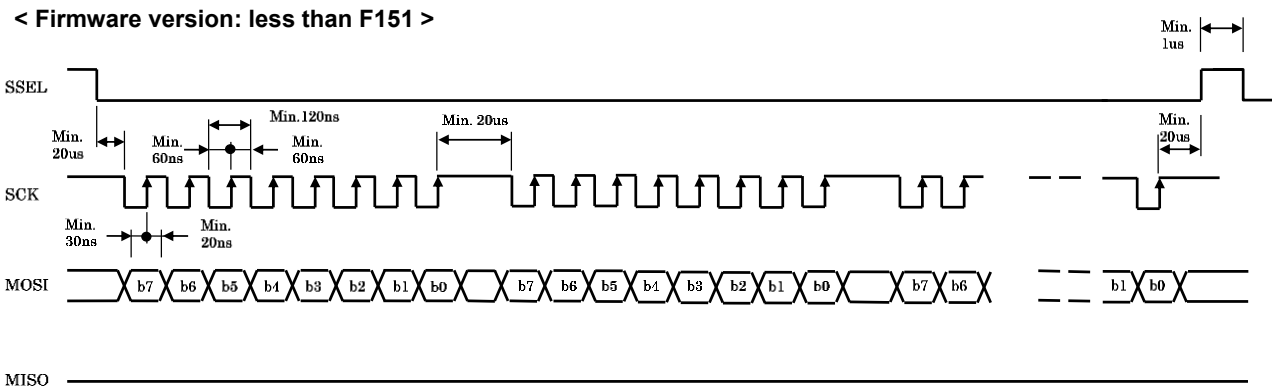 < Firmware version: less than F151 >
Min.
1us
SSEL
Min.
20us
Min.
60ns
Min.120ns
Min.
60ns
Min. 20us
Min.
20us
SCK
Min.
30ns
Min.
20ns
MOSI
b7 b6 b5 b4 b3 b2 b1 b0 b7 b6 b5 b4 b3 b2 b1 b0 b7 b6 b1 b0
MISO